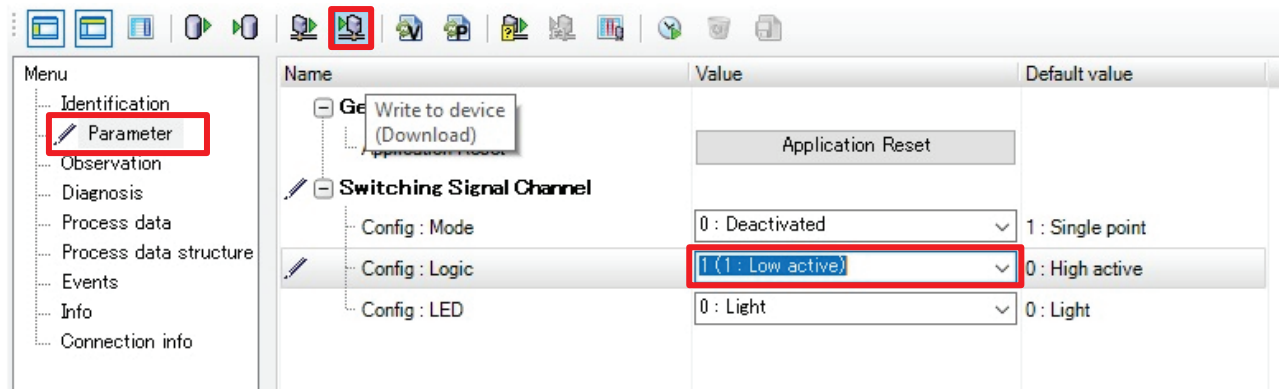 Menu
Identification
Parameter
Observation
Diagnosis
Process data
Process data structure
Events
Info
Connection info
Name Value Default value
Ge
Write to device
(Download)
Application Reset Application Reset
Switching Signal Channel
Config : Mode 0 : Deactivated 1 : Single point
Config : Logic 1 (1 : Low active) 0 : High active
Config : LED 0 : Light 0 : Light